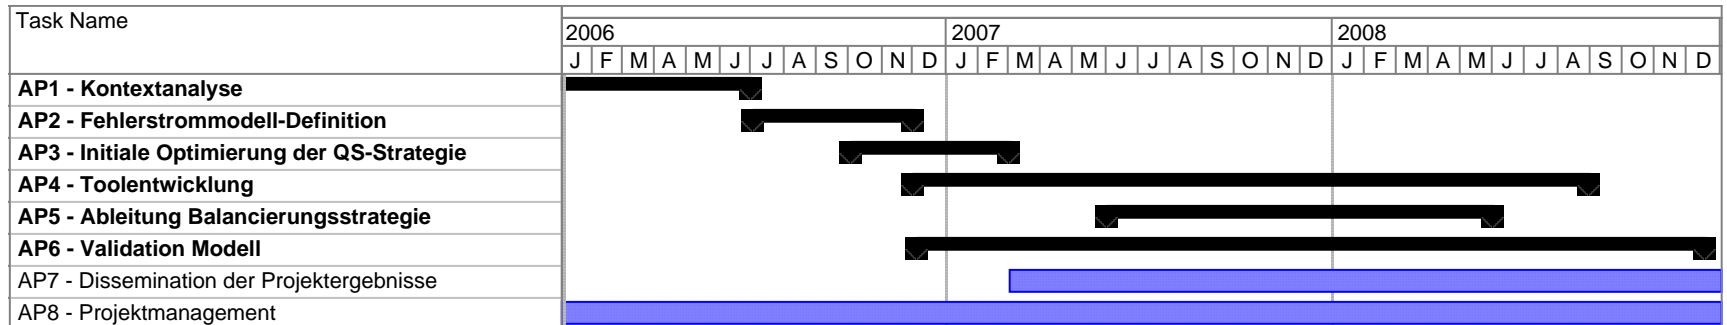 Task Name
2006 2007 2008
J F M A M J J A S O N D J F M A M J J A S O N D J F M A M J J A S O N D
AP1 - Kontextanalyse
AP2 - Fehlerstrommodell-Definition
AP3 - Initiale Optimierung der QS-Strategie
AP4 - Toolentwicklung
AP5 - Ableitung Balancierungsstrategie
AP6 - Validation Modell
AP7 - Dissemination der Projektergebnisse
AP8 - Projektmanagement